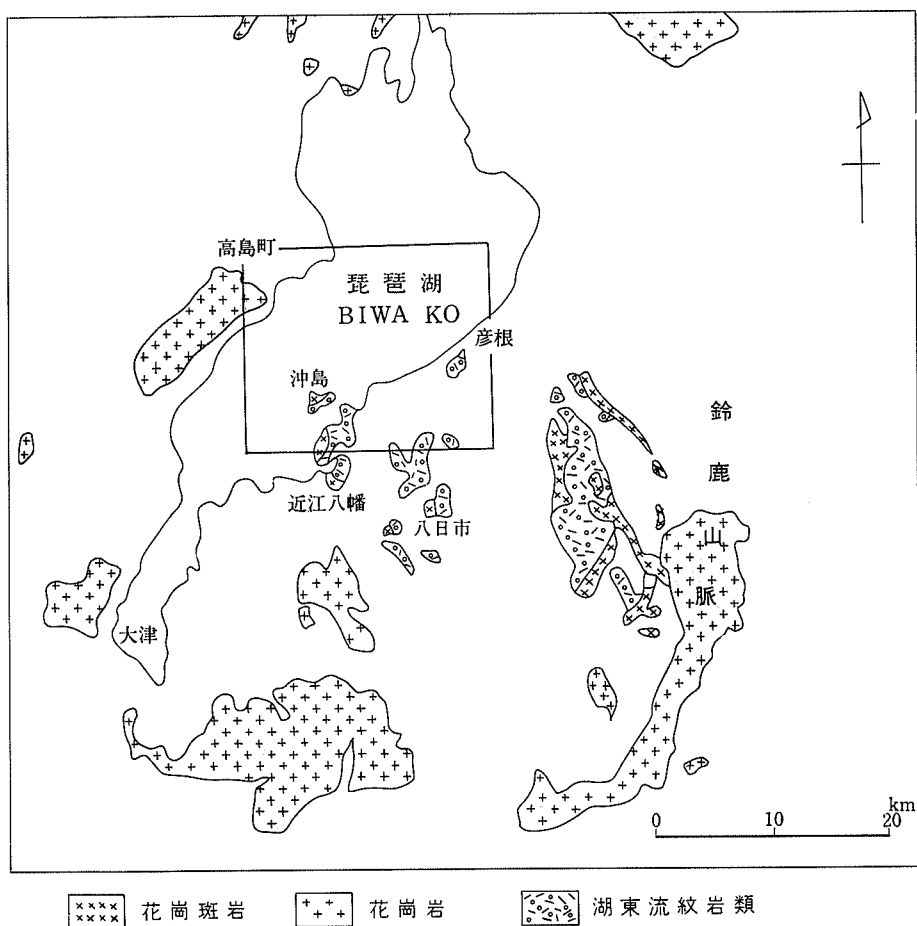 高島町
琵琶湖
BIWA KO
彦根
沖島
鈴鹿山脈
近江八幡
八日市
大津
km
0 10 20
花崗斑岩 花崗岩 湖東流紋岩類